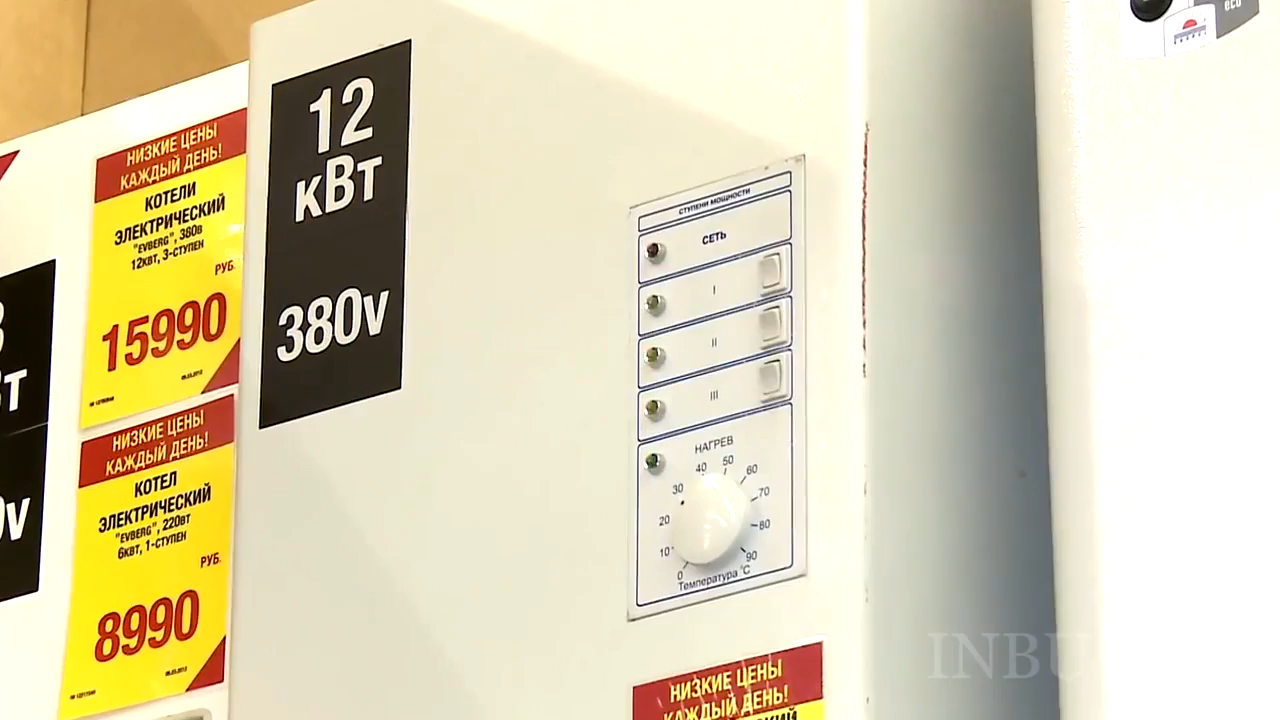 НИЗКИЕ ЦЕНЫ
КАЖДЫЙ ДЕНЬ!
КОТЕЛИ
ЭЛЕКТРИЧЕСКИЙ
"EVBERG", 380В
12КВТ, 3-СТУПЕН
РУБ.
15990
НИЗКИЕ ЦЕНЫ
КАЖДЫЙ ДЕНЬ!
КОТЕЛ
ЭЛЕКТРИЧЕСКИЙ
"EVBERG", 220ВТ
6КВТ, 1-СТУПЕН
РУБ.
8990
12
кВт
380v
СТУПЕНИ МОЩНОСТИ
СЕТЬ
I
II
III
НАГРЕВ
0 10 20 30 40 50 60 70 80 90
Температура °С
НИЗКИЕ ЦЕНЫ
КАЖДЫЙ ДЕНЬ!
eco
INBU